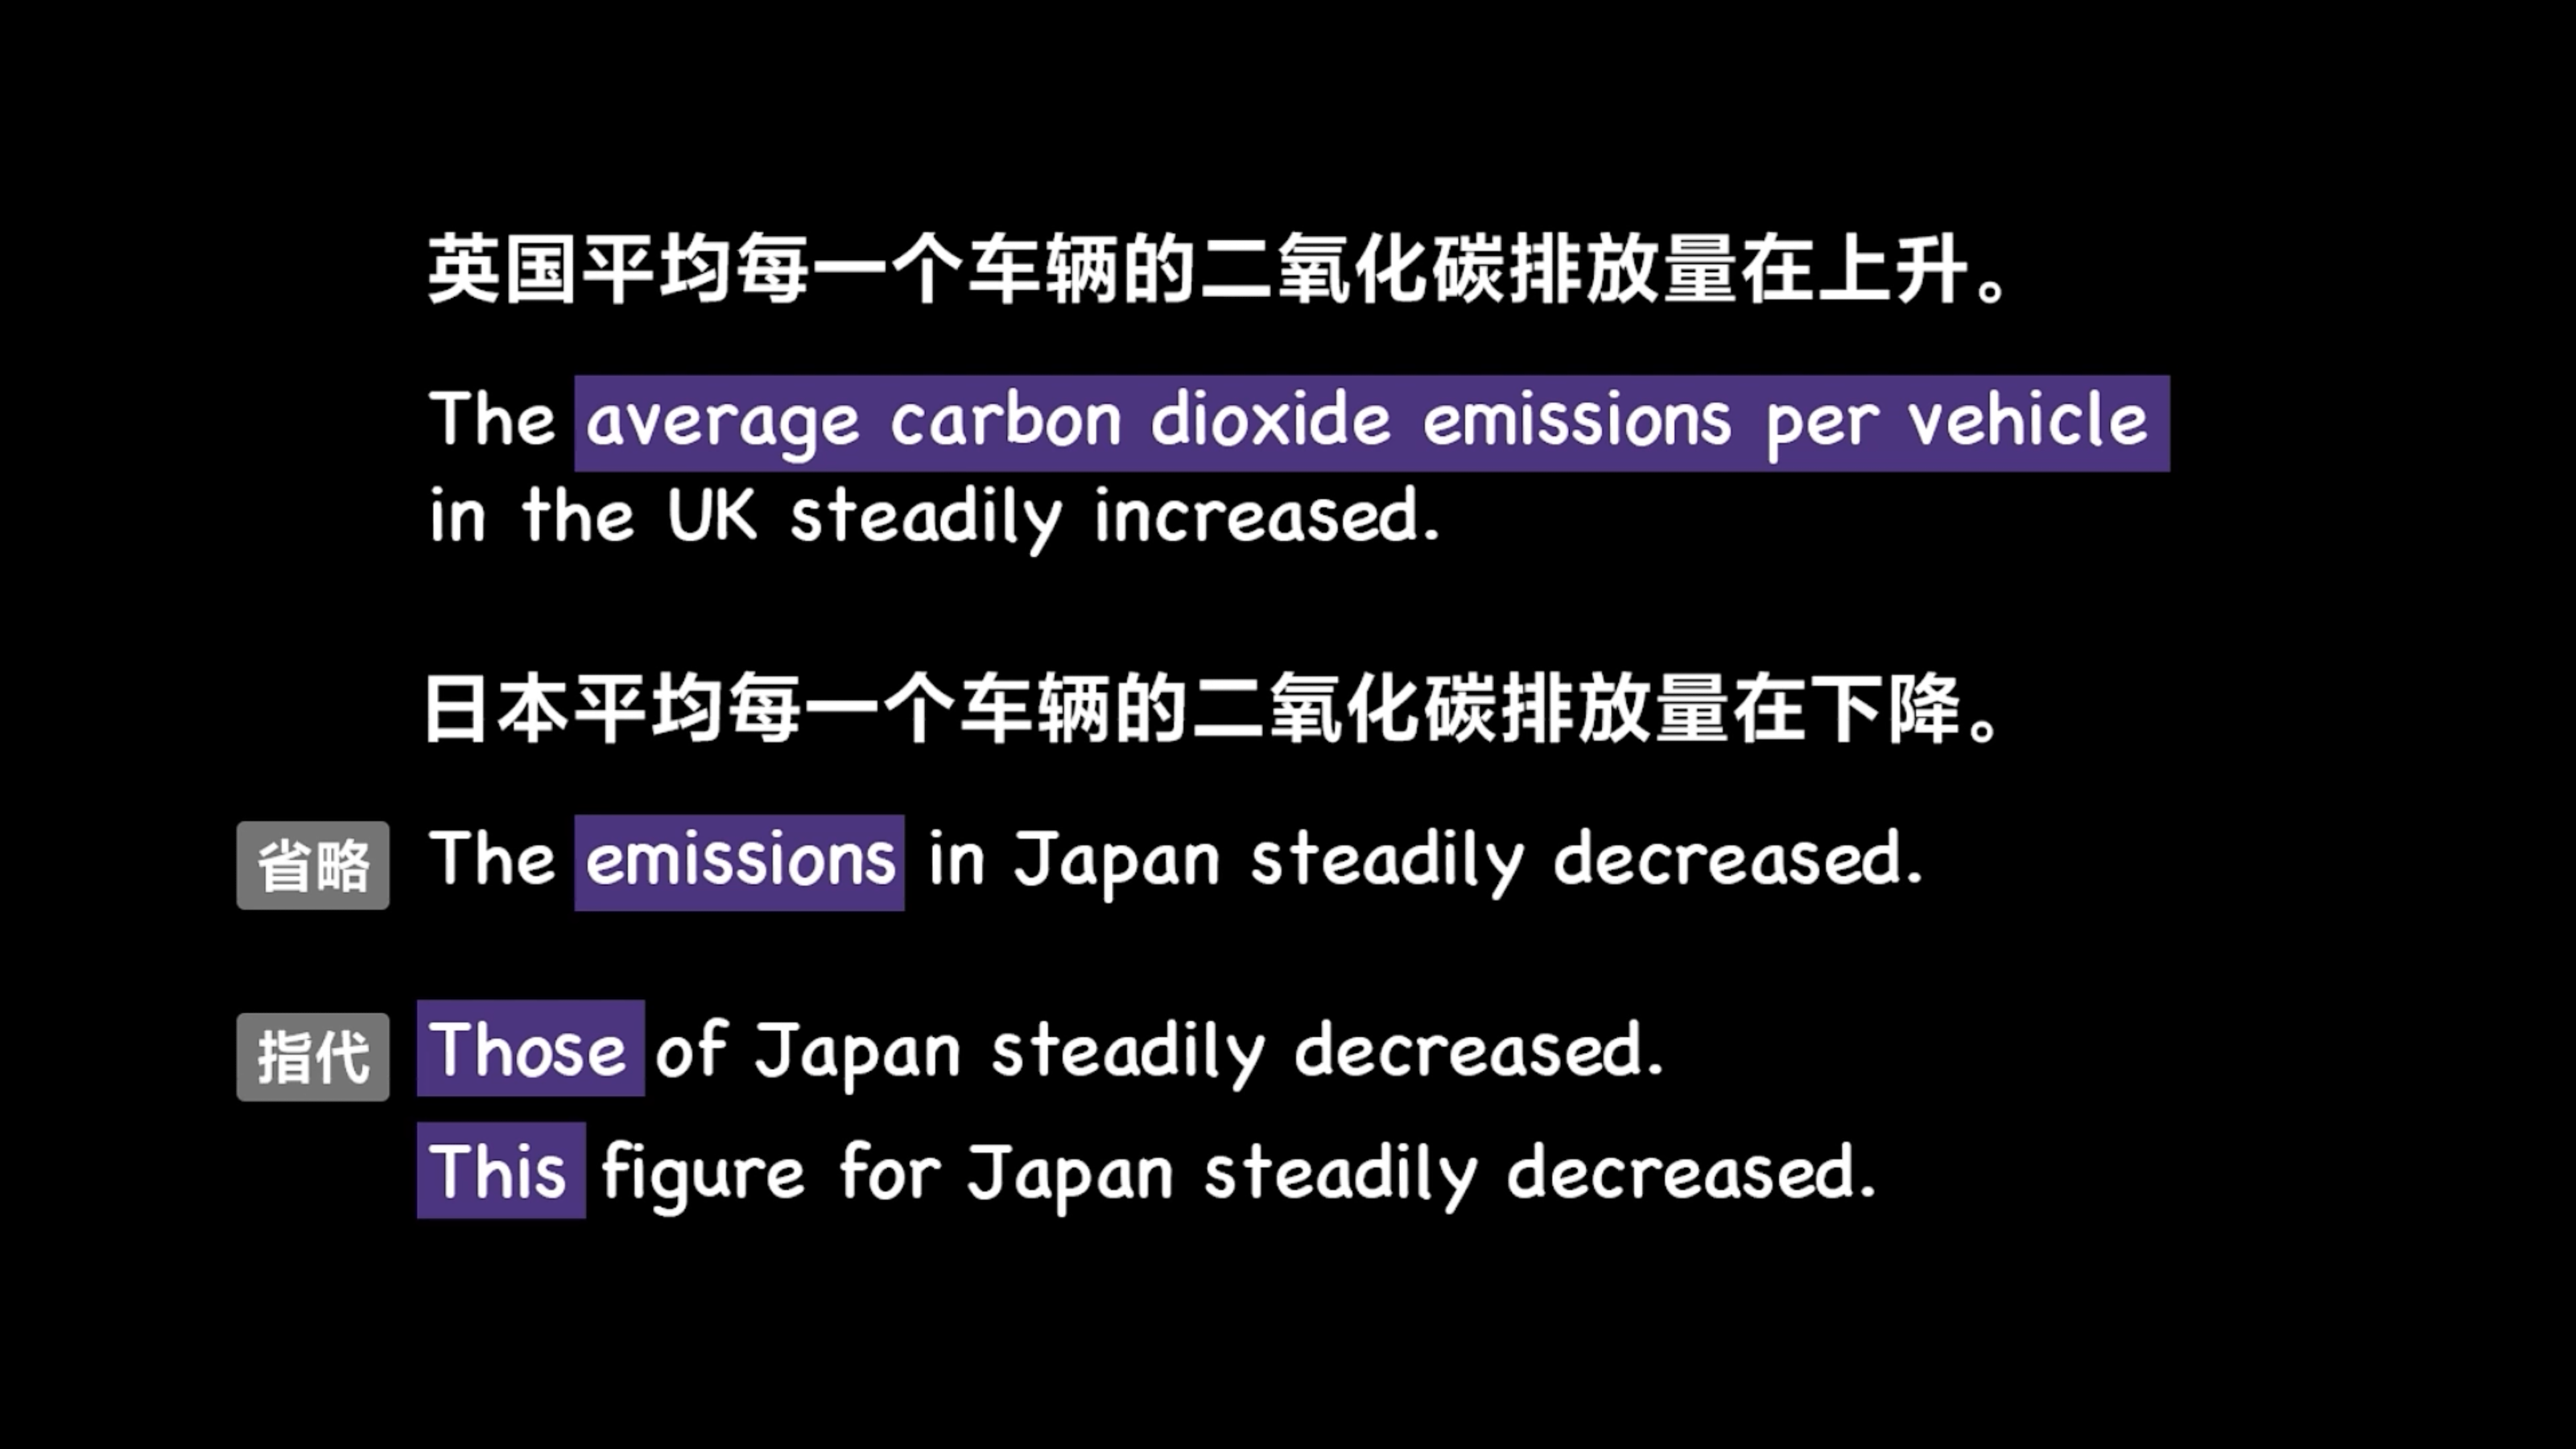 英国平均每一个车辆的二氧化碳排放量在上升。
The average carbon dioxide emissions per vehicle
in the UK steadily increased.
日本平均每一个车辆的二氧化碳排放量在下降。
省略 The emissions in Japan steadily decreased.
指代 Those of Japan steadily decreased.
This figure for Japan steadily decreased.